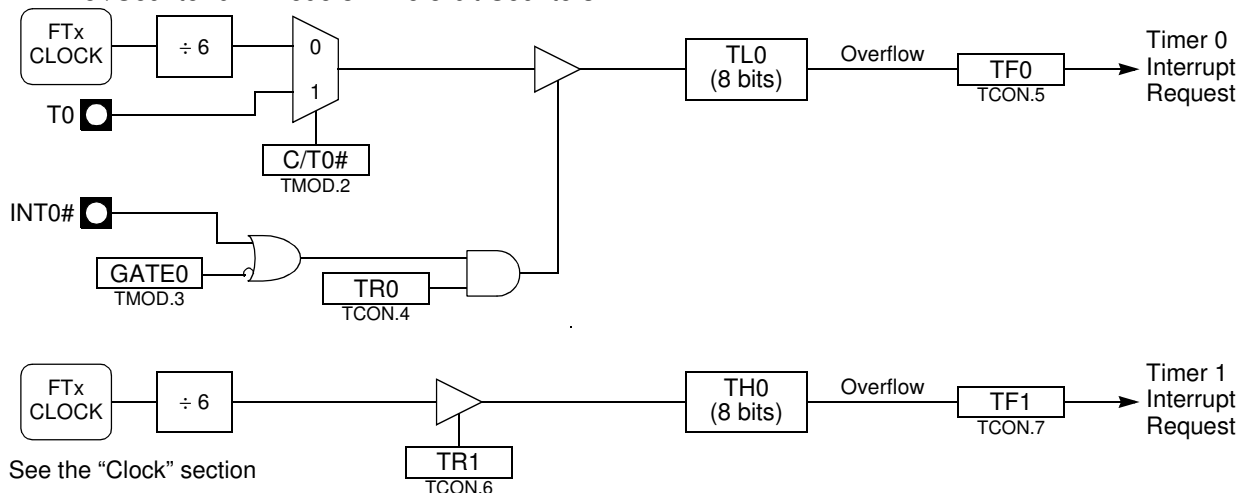 FTx
CLOCK
÷ 6
0
1
T0
C/T0#
TMOD.2
TL0
(8 bits)
Overflow
TF0
TCON.5
Timer 0
Interrupt
Request
INT0#
GATE0
TMOD.3
TR0
TCON.4
FTx
CLOCK
÷ 6
TR1
TCON.6
TH0
(8 bits)
Overflow
TF1
TCON.7
Timer 1
Interrupt
Request
See the “Clock” section